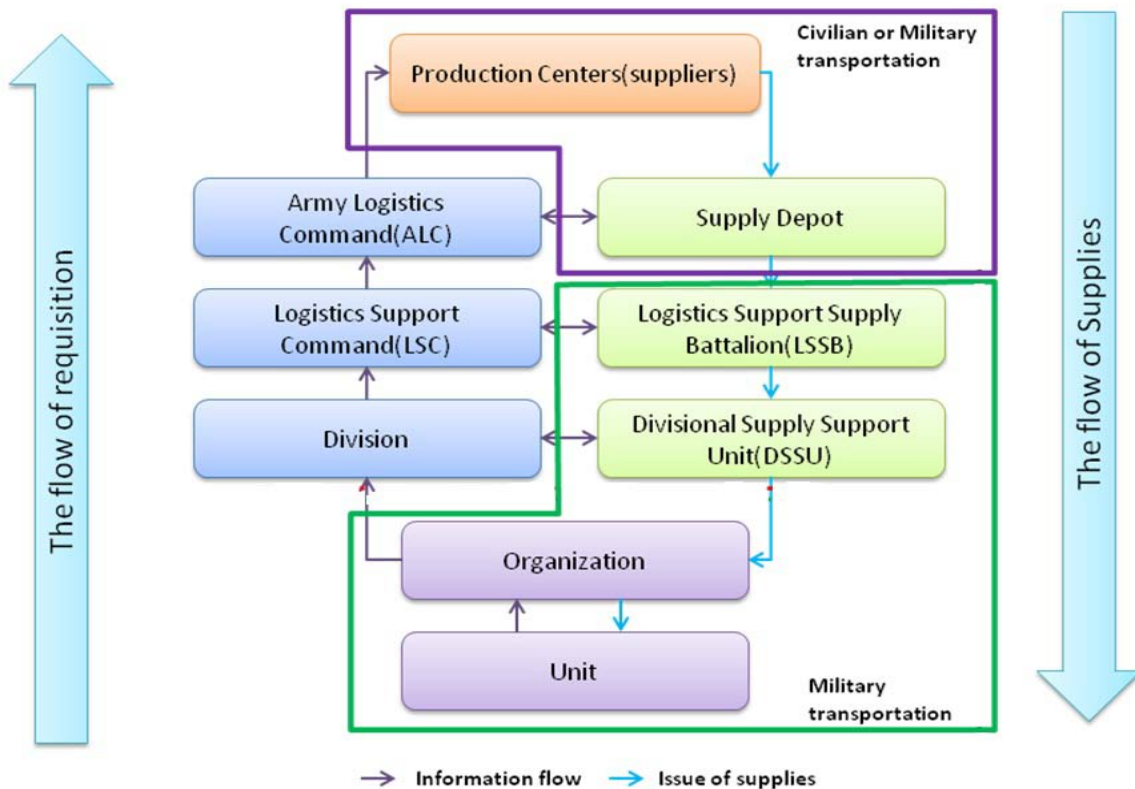 The flow of requisition
Civilian or Military
transportation
Production Centers(suppliers)
Army Logistics
Command(ALC)
Supply Depot
Logistics Support
Command(LSC)
Logistics Support Supply
Battalion(LSSB)
Division
Divisional Supply Support
Unit(DSSU)
Organization
Unit
Military
transportation
The flow of Supplies
Information flow
Issue of supplies